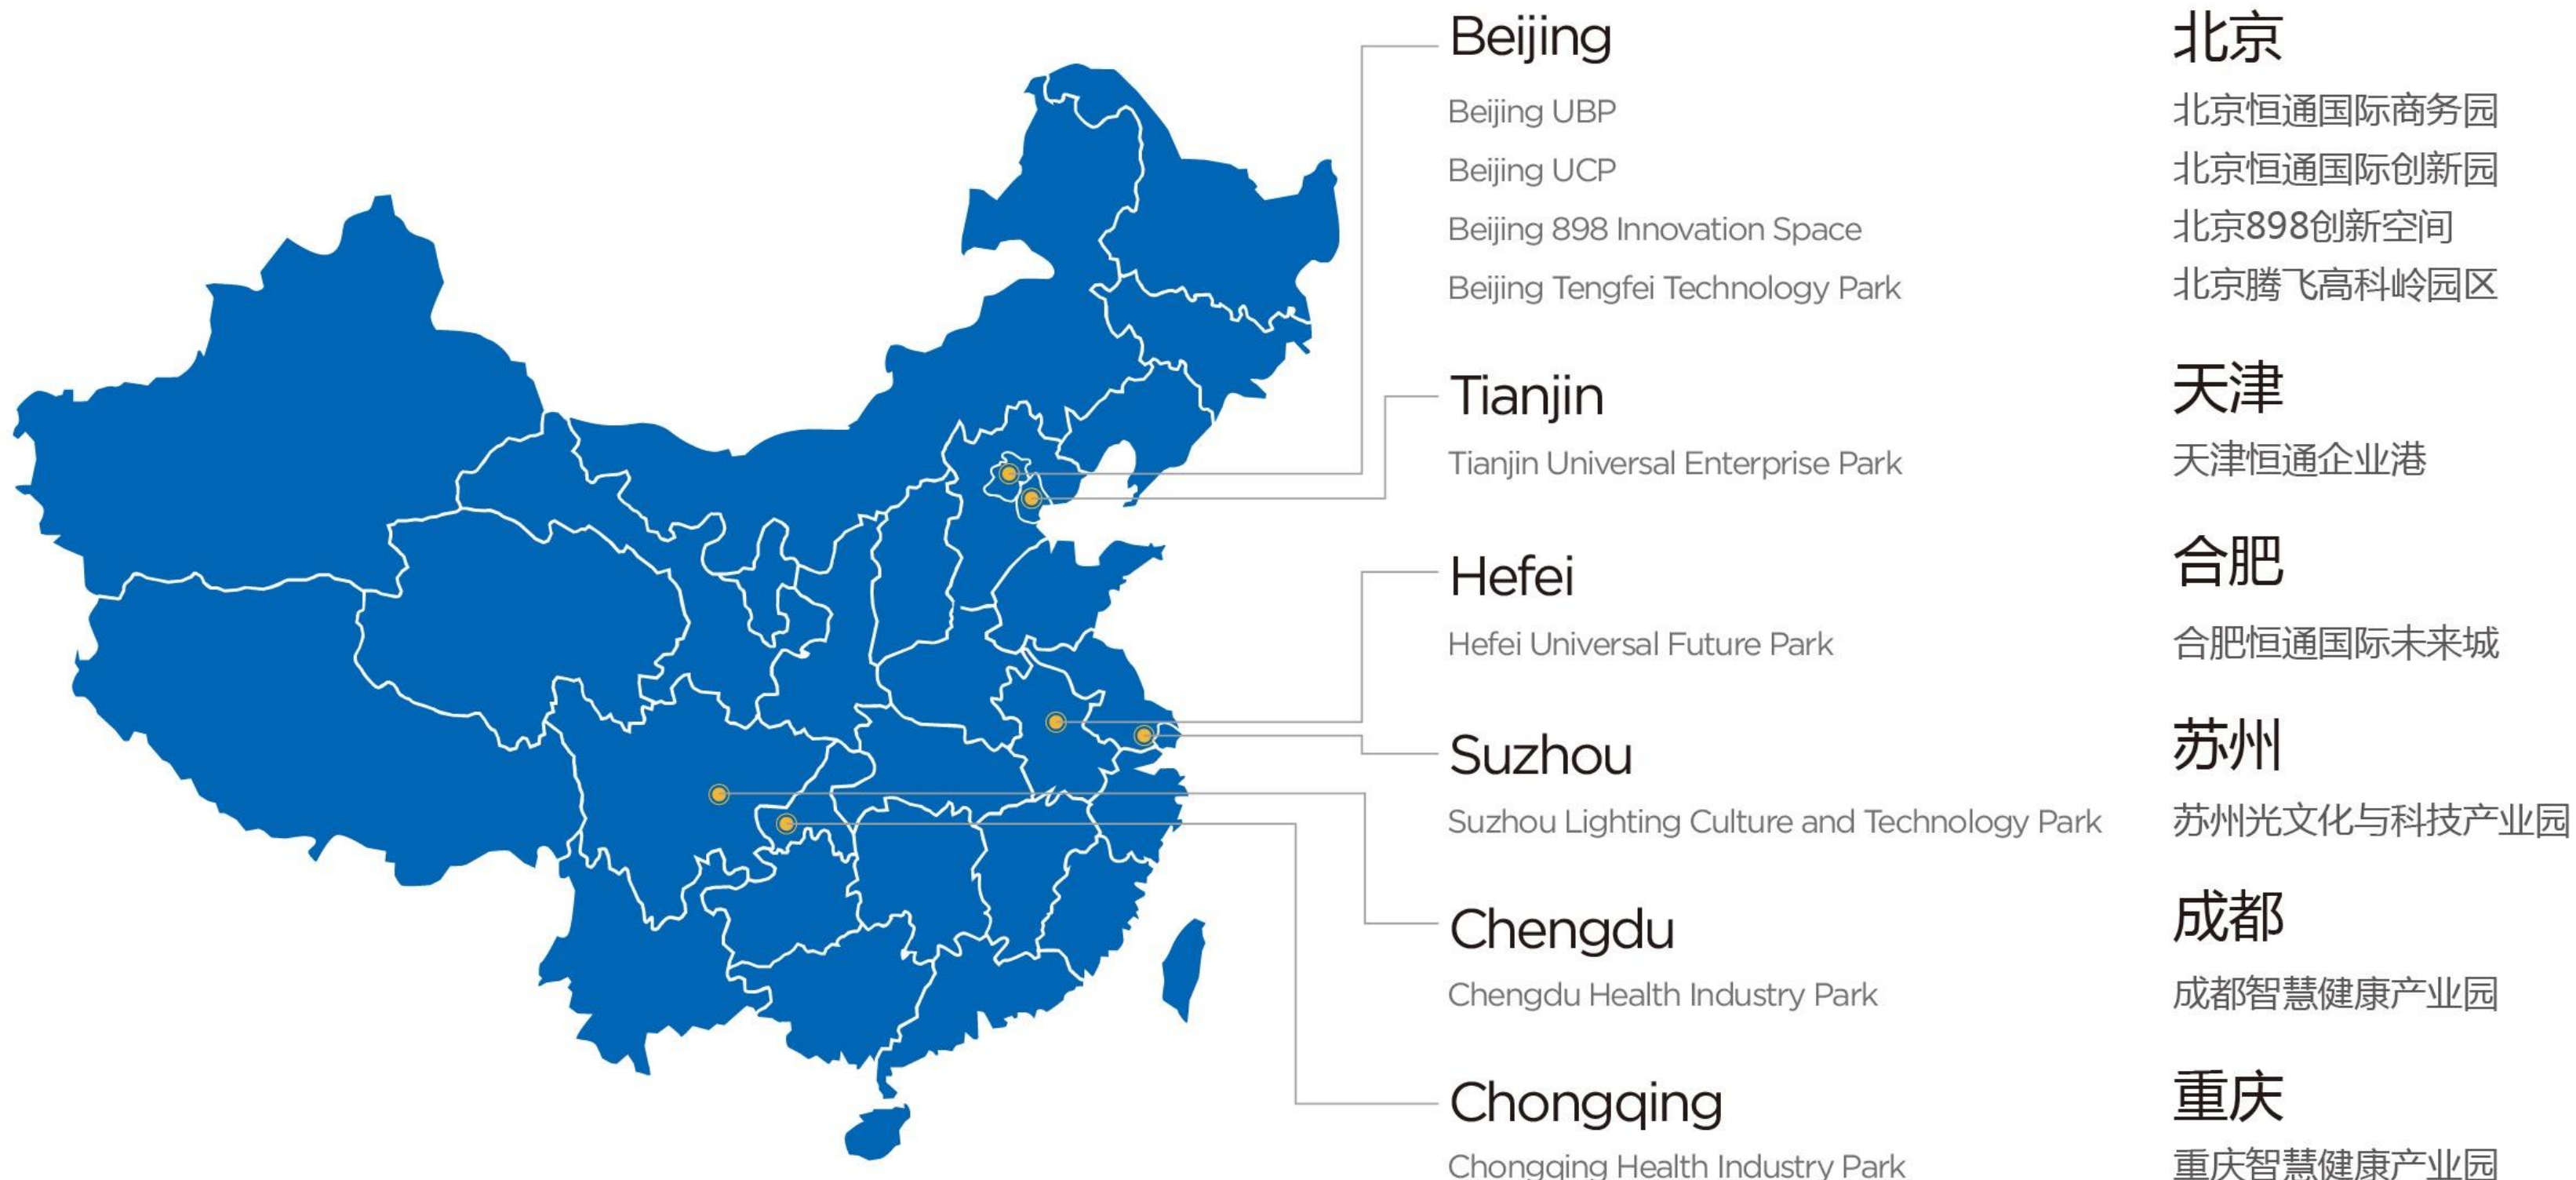 Beijing
Beijing UBP
Beijing UCP
Beijing 898 Innovation Space
Beijing Tengfei Technology Park
Tianjin
Tianjin Universal Enterprise Park
Hefei
Hefei Universal Future Park
Suzhou
Suzhou Lighting Culture and Technology Park
Chengdu
Chengdu Health Industry Park
Chongqing
Chongqing Health Industry Park
北京
北京恒通国际商务园
北京恒通国际创新园
北京898创新空间
北京腾飞高科岭园区
天津
天津恒通企业港
合肥
合肥恒通国际未来城
苏州
苏州光文化与科技产业园
成都
成都智慧健康产业园
重庆
重庆智慧健康产业园